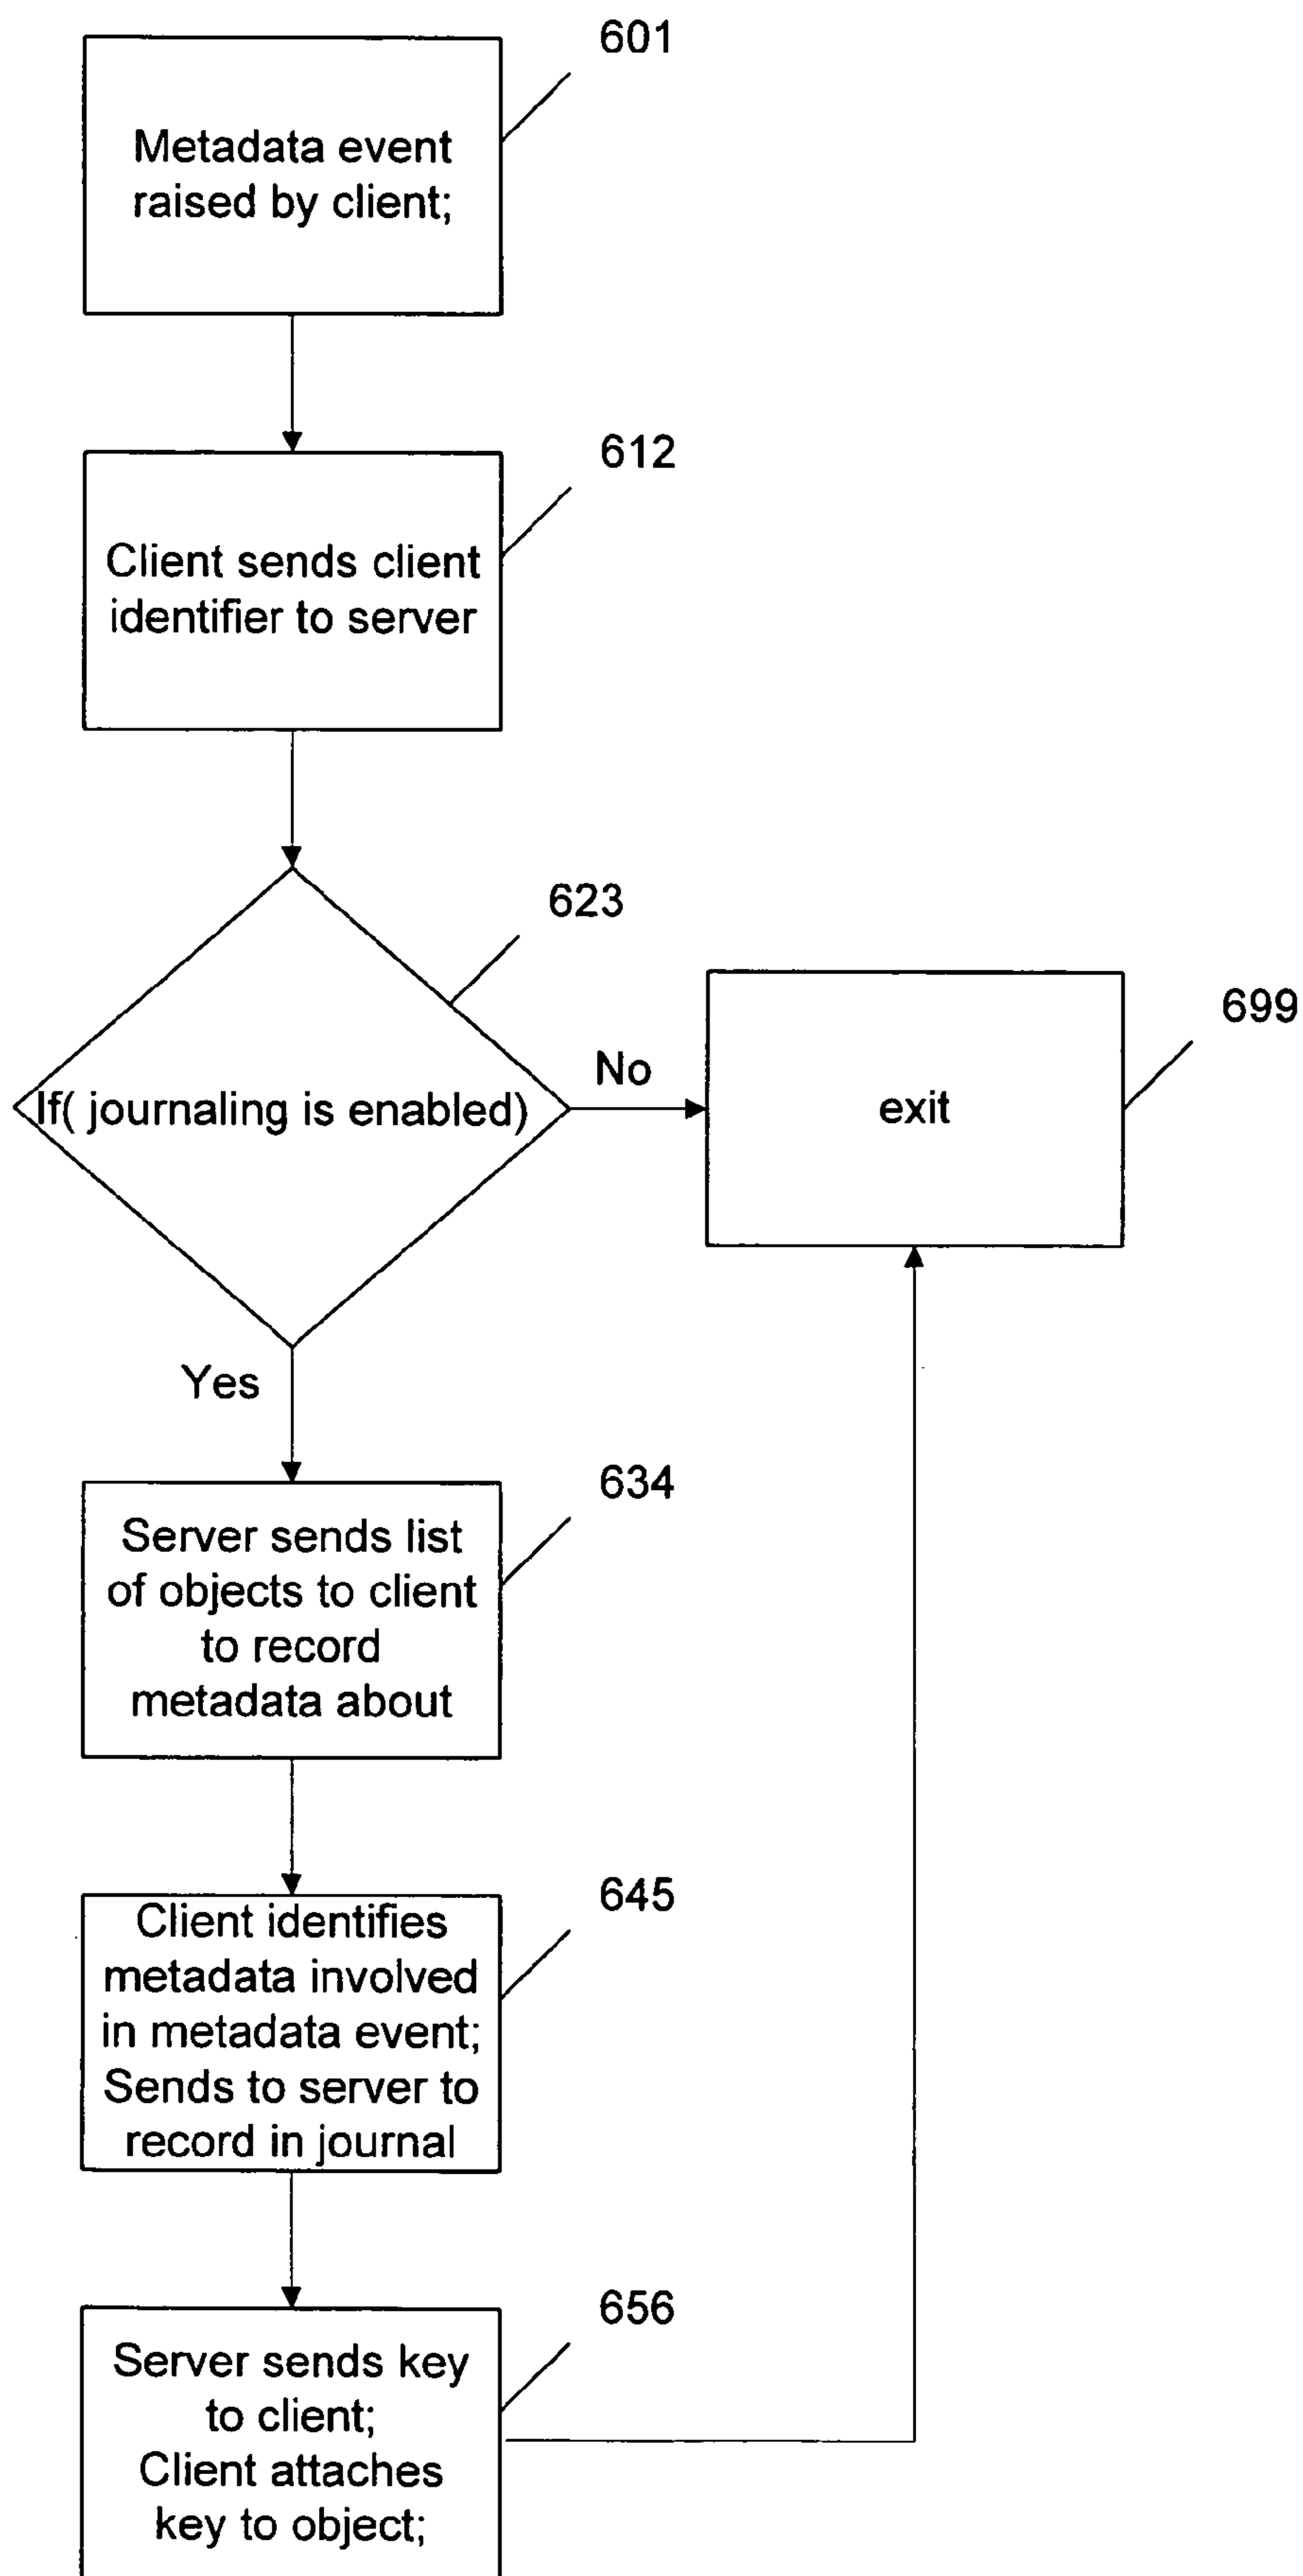 601
Metadata event
raised by client;
612
Client sends client
identifier to server
623
If( journaling is enabled)
No
699
exit
Yes
634
Server sends list
of objects to client
to record
metadata about
645
Client identifies
metadata involved
in metadata event;
Sends to server to
record in journal
656
Server sends key
to client;
Client attaches
key to object;